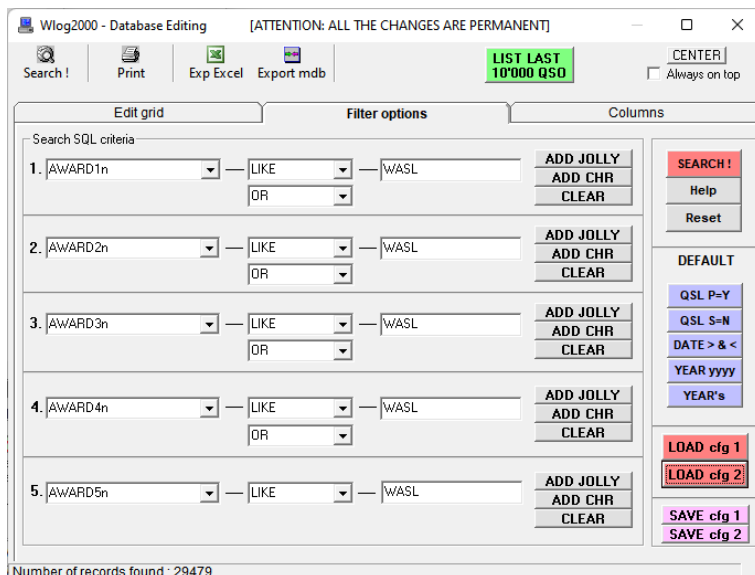 Wlog2000 - Database Editing [ATTENTION: ALL THE CHANGES ARE PERMANENT]
Search ! Print Exp Excel Export mdb LIST LAST 10'000 QSO CENTER
Always on top
Edit grid Filter options Columns
Search SQL criteria
1. AWARD1n LIKE WASL ADD JOLLY
ADD CHR
OR CLEAR
2. AWARD2n LIKE WASL ADD JOLLY
ADD CHR
OR CLEAR
3. AWARD3n LIKE WASL ADD JOLLY
ADD CHR
OR CLEAR
4. AWARD4n LIKE WASL ADD JOLLY
ADD CHR
OR CLEAR
5. AWARD5n LIKE WASL ADD JOLLY
ADD CHR
CLEAR
SEARCH !
Help
Reset
DEFAULT
QSL P=Y
QSL S=N
DATE > & <
YEAR yyyy
YEAR's
LOAD cfg 1
LOAD cfg 2
SAVE cfg 1
SAVE cfg 2
Number of records found : 29479